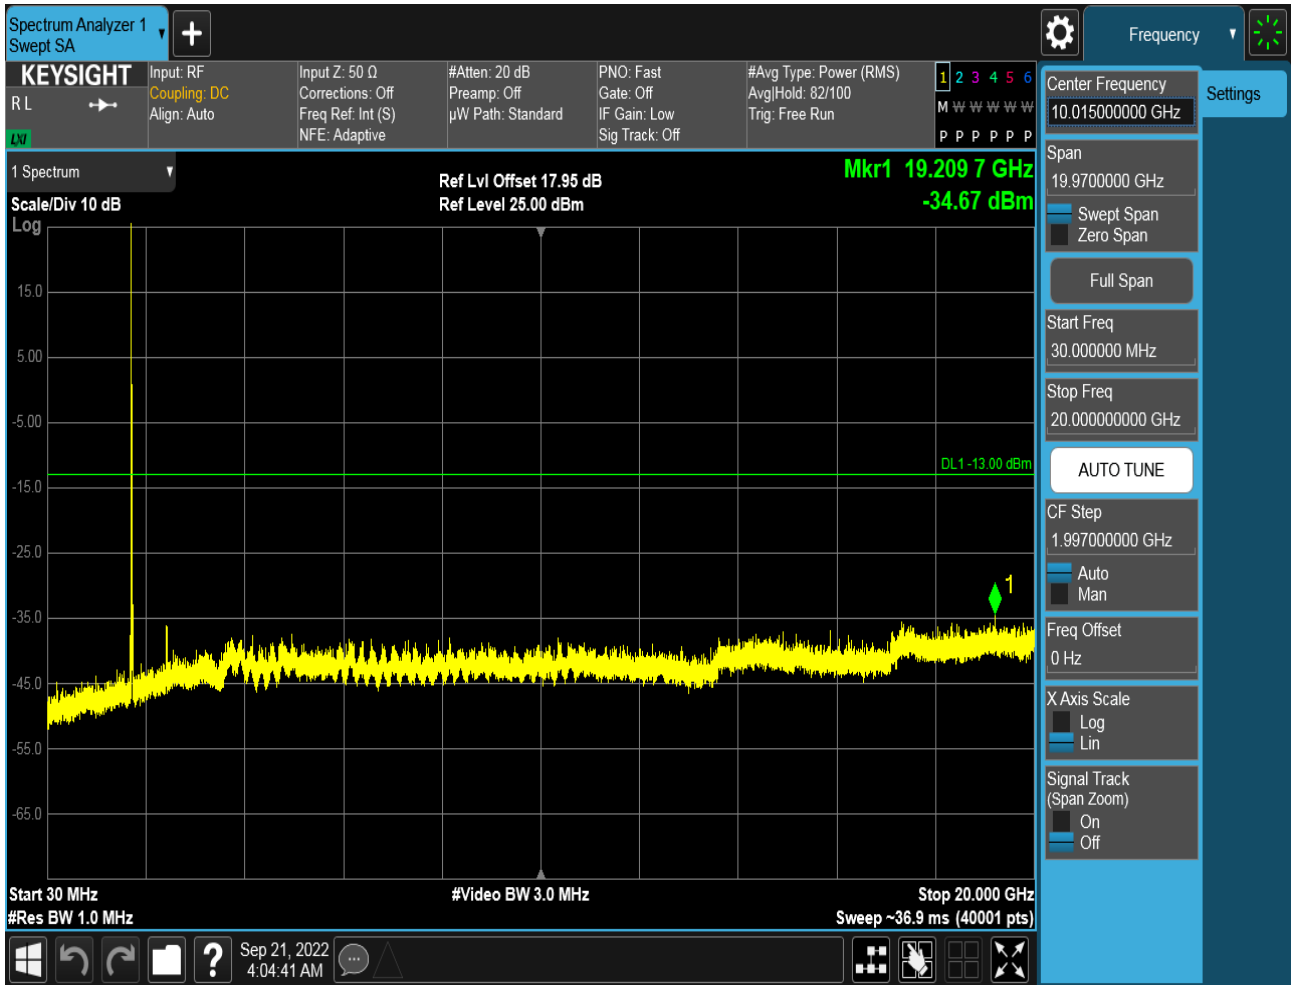 Spectrum Analyzer 1
Swept SA
Frequency
KEYSIGHT
R L
LXI
Input: RF
Coupling: DC
Align: Auto
Input Z: 50 Ω
Corrections: Off
Freq Ref: Int (S)
NFE: Adaptive
#Atten: 20 dB
Preamp: Off
µW Path: Standard
PNO: Fast
Gate: Off
IF Gain: Low
Sig Track: Off
#Avg Type: Power (RMS)
Avg|Hold: 82/100
Trig: Free Run
1 2 3 4 5 6
M W W W W W
P P P P P P
1 Spectrum
Scale/Div 10 dB
Log
Ref Lvl Offset 17.95 dB
Ref Level 25.00 dBm
Mkr1 19.209 7 GHz
-34.67 dBm
15.0
5.00
-5.00
-15.0
-25.0
-35.0
-45.0
-55.0
-65.0
DL1 -13.00 dBm
1
Start 30 MHz
#Res BW 1.0 MHz
#Video BW 3.0 MHz
Stop 20.000 GHz
Sweep ~36.9 ms (40001 pts)
Sep 21, 2022
4:04:41 AM
Center Frequency
10.015000000 GHz
Settings
Span
19.9700000 GHz
Swept Span
Zero Span
Full Span
Start Freq
30.000000 MHz
Stop Freq
20.000000000 GHz
AUTO TUNE
CF Step
1.997000000 GHz
Auto
Man
Freq Offset
0 Hz
X Axis Scale
Log
Lin
Signal Track
(Span Zoom)
On
Off